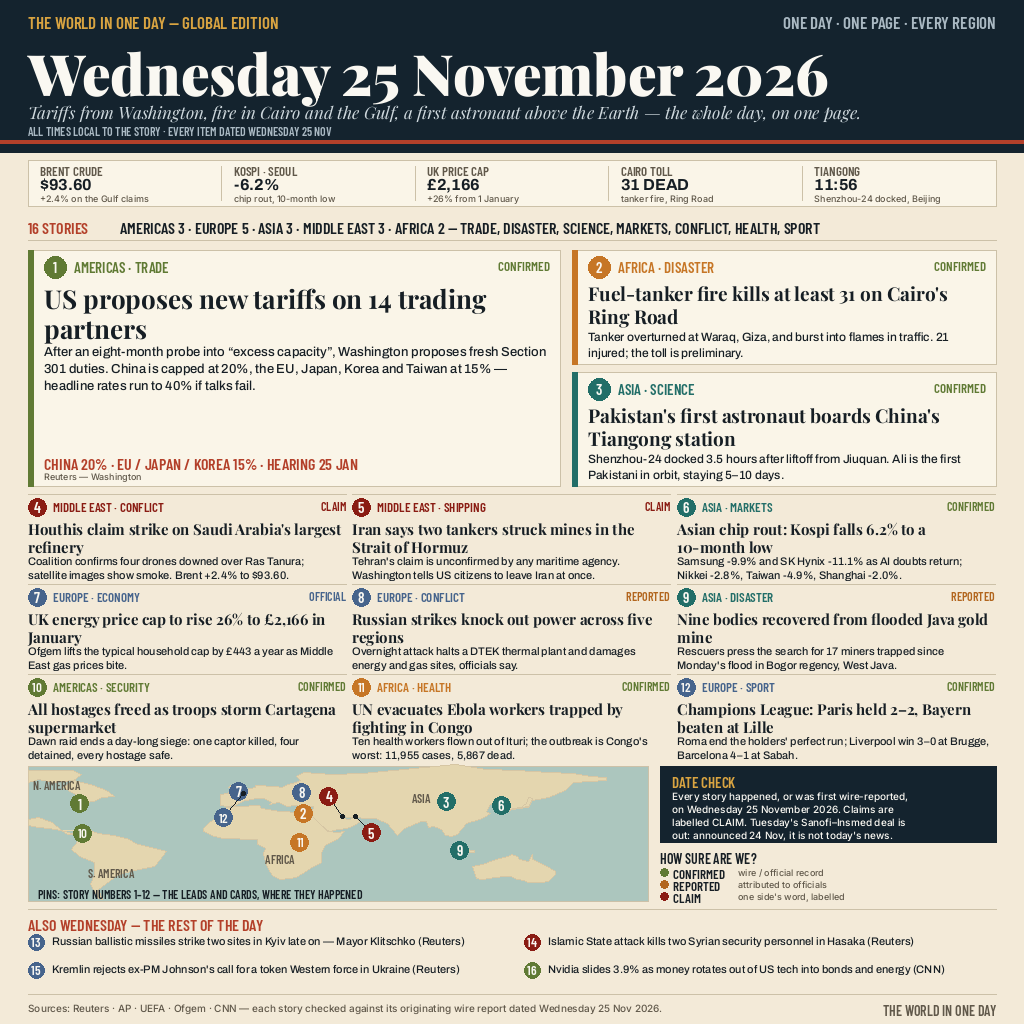 THE WORLD IN ONE DAY — GLOBAL EDITION
ONE DAY · ONE PAGE · EVERY REGION
Wednesday 25 November 2026
Tariffs from Washington, fire in Cairo and the Gulf, a first astronaut above the Earth — the whole day, on one page.
ALL TIMES LOCAL TO THE STORY · EVERY ITEM DATED WEDNESDAY 25 NOV
BRENT CRUDE
$93.60
+2.4% on the Gulf claims
KOSPI · SEOUL
-6.2%
chip rout, 10-month low
UK PRICE CAP
£2,166
+26% from 1 January
CAIRO TOLL
31 DEAD
tanker fire, Ring Road
TIANGONG
11:56
Shenzhou-24 docked, Beijing
16 STORIES
AMERICAS 3 · EUROPE 5 · ASIA 3 · MIDDLE EAST 3 · AFRICA 2 — TRADE, DISASTER, SCIENCE, MARKETS, CONFLICT, HEALTH, SPORT
1 AMERICAS · TRADE
CONFIRMED
US proposes new tariffs on 14 trading
partners
After an eight-month probe into “excess capacity”, Washington proposes fresh Section
301 duties. China is capped at 20%, the EU, Japan, Korea and Taiwan at 15% —
headline rates run to 40% if talks fail.
CHINA 20% · EU / JAPAN / KOREA 15% · HEARING 25 JAN
Reuters — Washington
2 AFRICA · DISASTER
CONFIRMED
Fuel-tanker fire kills at least 31 on Cairo's
Ring Road
Tanker overturned at Waraq, Giza, and burst into flames in traffic. 21
injured; the toll is preliminary.
3 ASIA · SCIENCE
CONFIRMED
Pakistan's first astronaut boards China's
Tiangong station
Shenzhou-24 docked 3.5 hours after liftoff from Jiuquan. Ali is the first
Pakistani in orbit, staying 5–10 days.
4 MIDDLE EAST · CONFLICT
CLAIM
Houthis claim strike on Saudi Arabia's largest
refinery
Coalition confirms four drones downed over Ras Tanura;
satellite images show smoke. Brent +2.4% to $93.60.
5 MIDDLE EAST · SHIPPING
CLAIM
Iran says two tankers struck mines in the
Strait of Hormuz
Tehran's claim is unconfirmed by any maritime agency.
Washington tells US citizens to leave Iran at once.
6 ASIA · MARKETS
CONFIRMED
Asian chip rout: Kospi falls 6.2% to a
10-month low
Samsung -9.9% and SK Hynix -11.1% as AI doubts return;
Nikkei -2.8%, Taiwan -4.9%, Shanghai -2.0%.
7 EUROPE · ECONOMY
OFFICIAL
UK energy price cap to rise 26% to £2,166 in
January
Ofgem lifts the typical household cap by £443 a year as Middle
East gas prices bite.
8 EUROPE · CONFLICT
REPORTED
Russian strikes knock out power across five
regions
Overnight attack halts a DTEK thermal plant and damages
energy and gas sites, officials say.
9 ASIA · DISASTER
REPORTED
Nine bodies recovered from flooded Java gold
mine
Rescuers press the search for 17 miners trapped since
Monday's flood in Bogor regency, West Java.
10 AMERICAS · SECURITY
CONFIRMED
All hostages freed as troops storm Cartagena
supermarket
Dawn raid ends a day-long siege: one captor killed, four
detained, every hostage safe.
11 AFRICA · HEALTH
CONFIRMED
UN evacuates Ebola workers trapped by
fighting in Congo
Ten health workers flown out of Ituri; the outbreak is Congo's
worst: 11,955 cases, 5,867 dead.
12 EUROPE · SPORT
CONFIRMED
Champions League: Paris held 2–2, Bayern
beaten at Lille
Roma end the holders' perfect run; Liverpool win 3–0 at Brugge,
Barcelona 4–1 at Sabah.
N. AMERICA
1
10
S. AMERICA
7
12
8
2
11
AFRICA
4
5
ASIA
3
6
9
PINS: STORY NUMBERS 1–12 — THE LEADS AND CARDS, WHERE THEY HAPPENED
DATE CHECK
Every story happened, or was first wire-reported,
on Wednesday 25 November 2026. Claims are
labelled CLAIM. Tuesday's Sanofi–Insmed deal is
out: announced 24 Nov, it is not today's news.
HOW SURE ARE WE?
CONFIRMED wire / official record
REPORTED attributed to officials
CLAIM one side's word, labelled
ALSO WEDNESDAY — THE REST OF THE DAY
13 Russian ballistic missiles strike two sites in Kyiv late on — Mayor Klitschko (Reuters)
14 Islamic State attack kills two Syrian security personnel in Hasaka (Reuters)
15 Kremlin rejects ex-PM Johnson's call for a token Western force in Ukraine (Reuters)
16 Nvidia slides 3.9% as money rotates out of US tech into bonds and energy (CNN)
Sources: Reuters · AP · UEFA · Ofgem · CNN — each story checked against its originating wire report dated Wednesday 25 Nov 2026.
THE WORLD IN ONE DAY